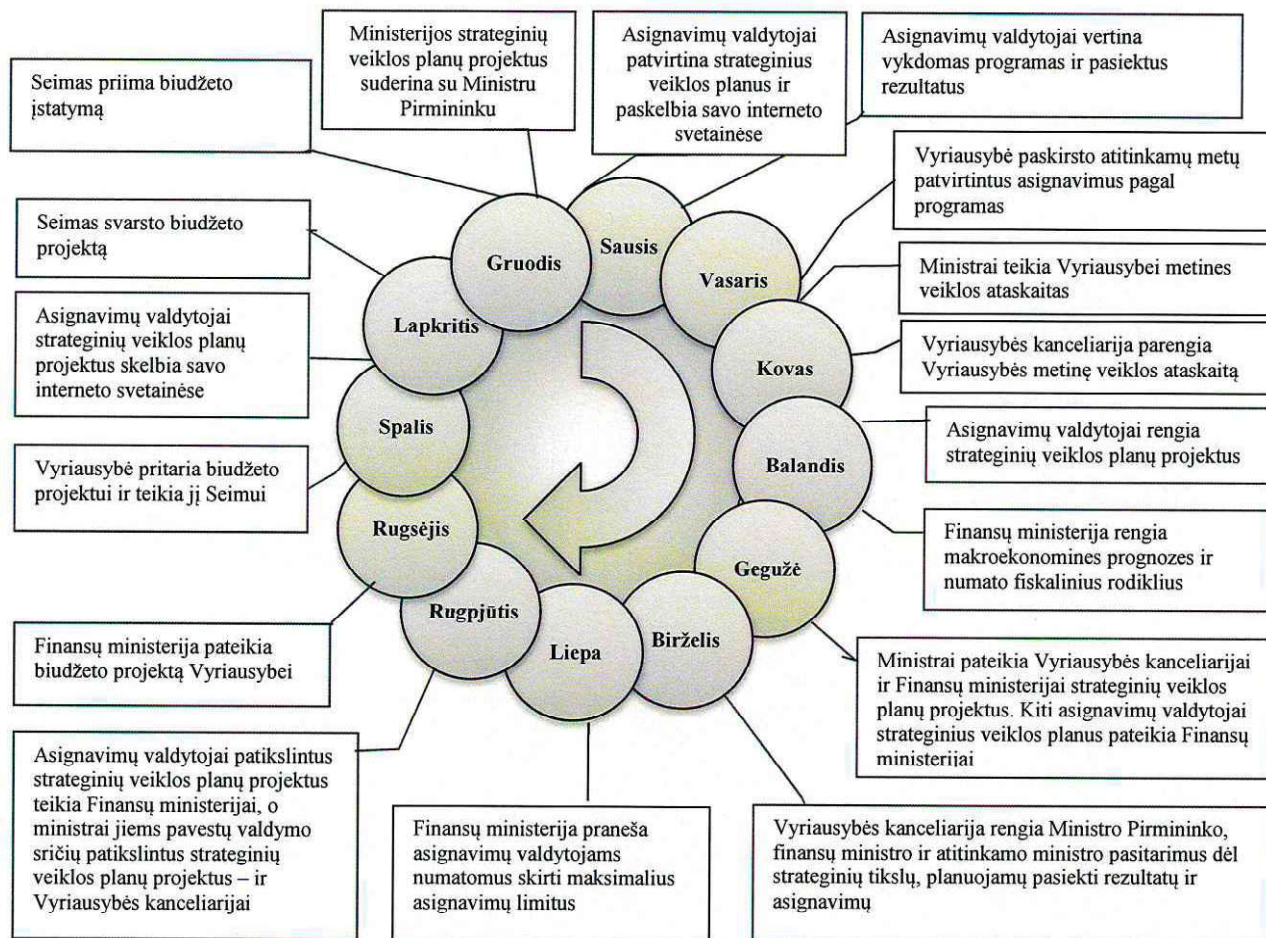 Ministerijos strateginių
veiklos planų projektus
suderina su Ministru
Pirmininku
Asignavimų valdytojai
patvirtina strateginius
veiklos planus ir
paskelbia savo interneto
svetainėse
Asignavimų valdytojai vertina
vykdomas programas ir pasiektus
rezultatus
Seimas priima biudžeto
įstatymą
Vyriausybė paskirsto atitinkamų metų
patvirtintus asignavimus pagal
programas
Seimas svarsto biudžeto
projektą
Ministrai teikia Vyriausybei metines
veiklos ataskaitas
Asignavimų valdytojai
strateginių veiklos planų
projektus skelbia savo
interneto svetainėse
Vyriausybės kanceliarija parengia
Vyriausybės metinę veiklos ataskaitą
Asignavimų valdytojai rengia
strateginių veiklos planų projektus
Vyriausybė pritaria biudžeto
projektui ir teikia jį Seimui
Finansų ministerija rengia
makroekonomines prognozes ir
numato fiskalinius rodiklius
Sausis
Vasaris
Kovas
Balandis
Gegužė
Birželis
Liepa
Rugpjūtis
Rugsėjis
Spalis
Lapkritis
Gruodis
Finansų ministerija pateikia
biudžeto projektą Vyriausybei
Ministrai pateikia Vyriausybės kanceliarijai
ir Finansų ministerijai strateginių veiklos
planų projektus. Kiti asignavimų valdytojai
strateginius veiklos planus pateikia Finansų
ministerijai
Asignavimų valdytojai patikslintus
strateginių veiklos planų projektus
teikia Finansų ministerijai, o
ministrai jiems pavestų valdymo
sričių patikslintus strateginių
veiklos planų projektus – ir
Vyriausybės kanceliarijai
Finansų ministerija praneša
asignavimų valdytojams
numatomus skirti maksimalius
asignavimų limitus
Vyriausybės kanceliarija rengia Ministro Pirmininko,
finansų ministro ir atitinkamo ministro pasitarimus dėl
strateginių tikslų, planuojamų pasiekti rezultatų ir
asignavimų